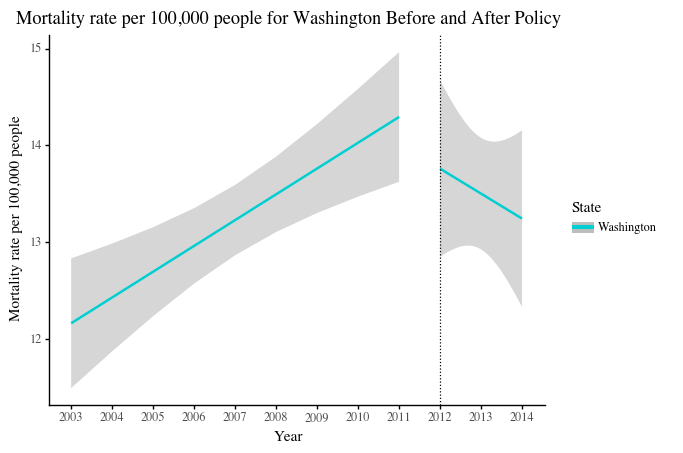 Mortality rate per 100,000 people for Washington Before and After Policy
15
14
13
12
Mortality rate per 100,000 people
2003 2004 2005 2006 2007 2008 2009 2010 2011 2012 2013 2014
Year
State
Washington